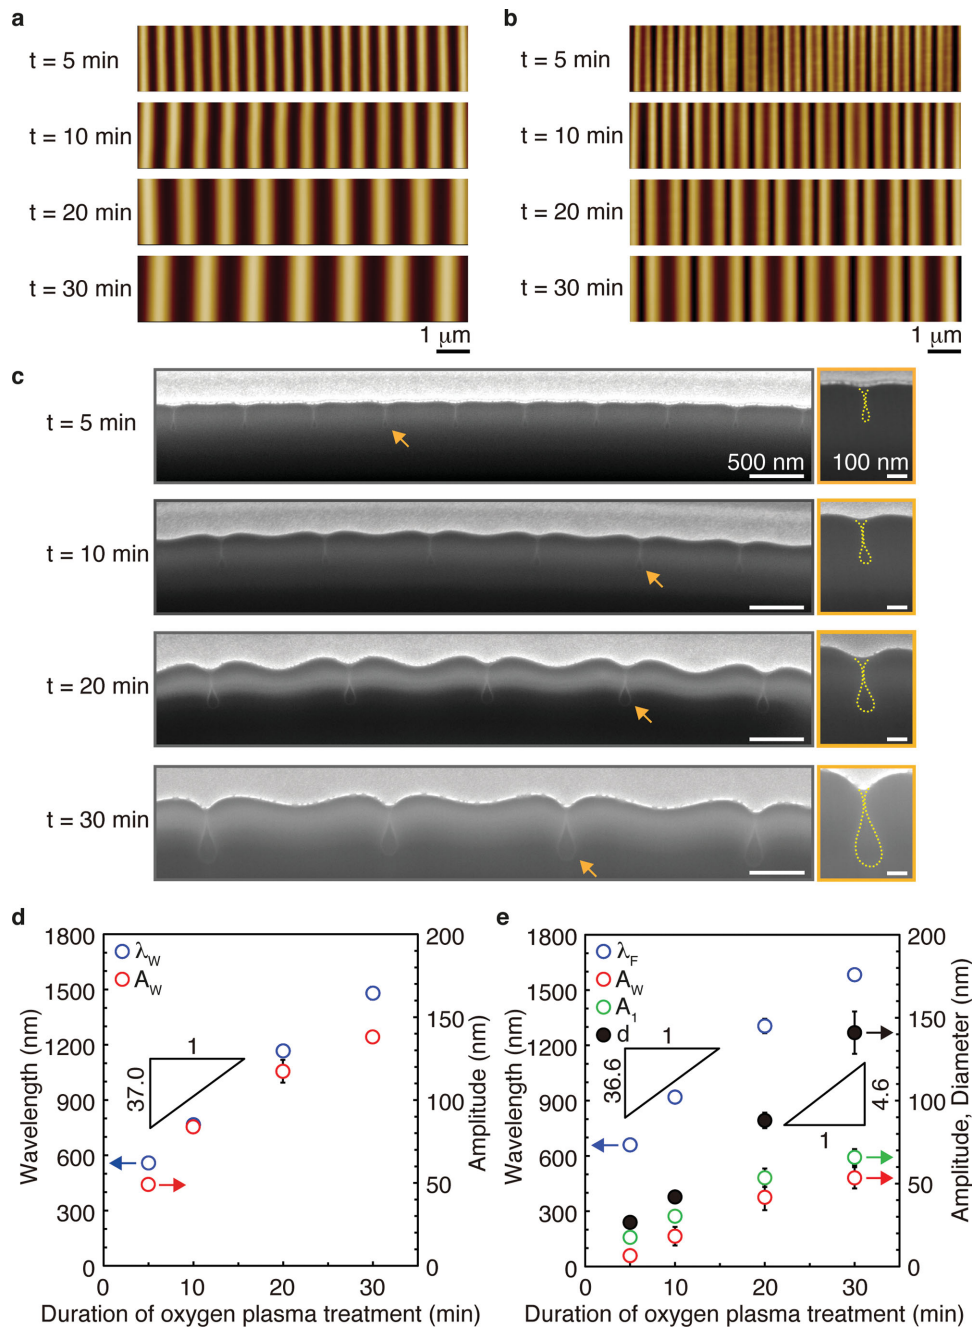 a
t = 5 min
t = 10 min
t = 20 min
t = 30 min
1 μm
b
t = 5 min
t = 10 min
t = 20 min
t = 30 min
1 μm
c
t = 5 min
500 nm
100 nm
t = 10 min
t = 20 min
t = 30 min
d
1800
1500
1200
900
600
300
0
Wavelength (nm)
λW
AW
1
37.0
200
150
100
50
0
Amplitude (nm)
0
10
20
30
Duration of oxygen plasma treatment (min)
e
1800
1500
1200
900
600
300
0
Wavelength (nm)
λF
AW
A1
d
1
36.6
4.6
1
200
150
100
50
0
Amplitude, Diameter (nm)
0
10
20
30
Duration of oxygen plasma treatment (min)